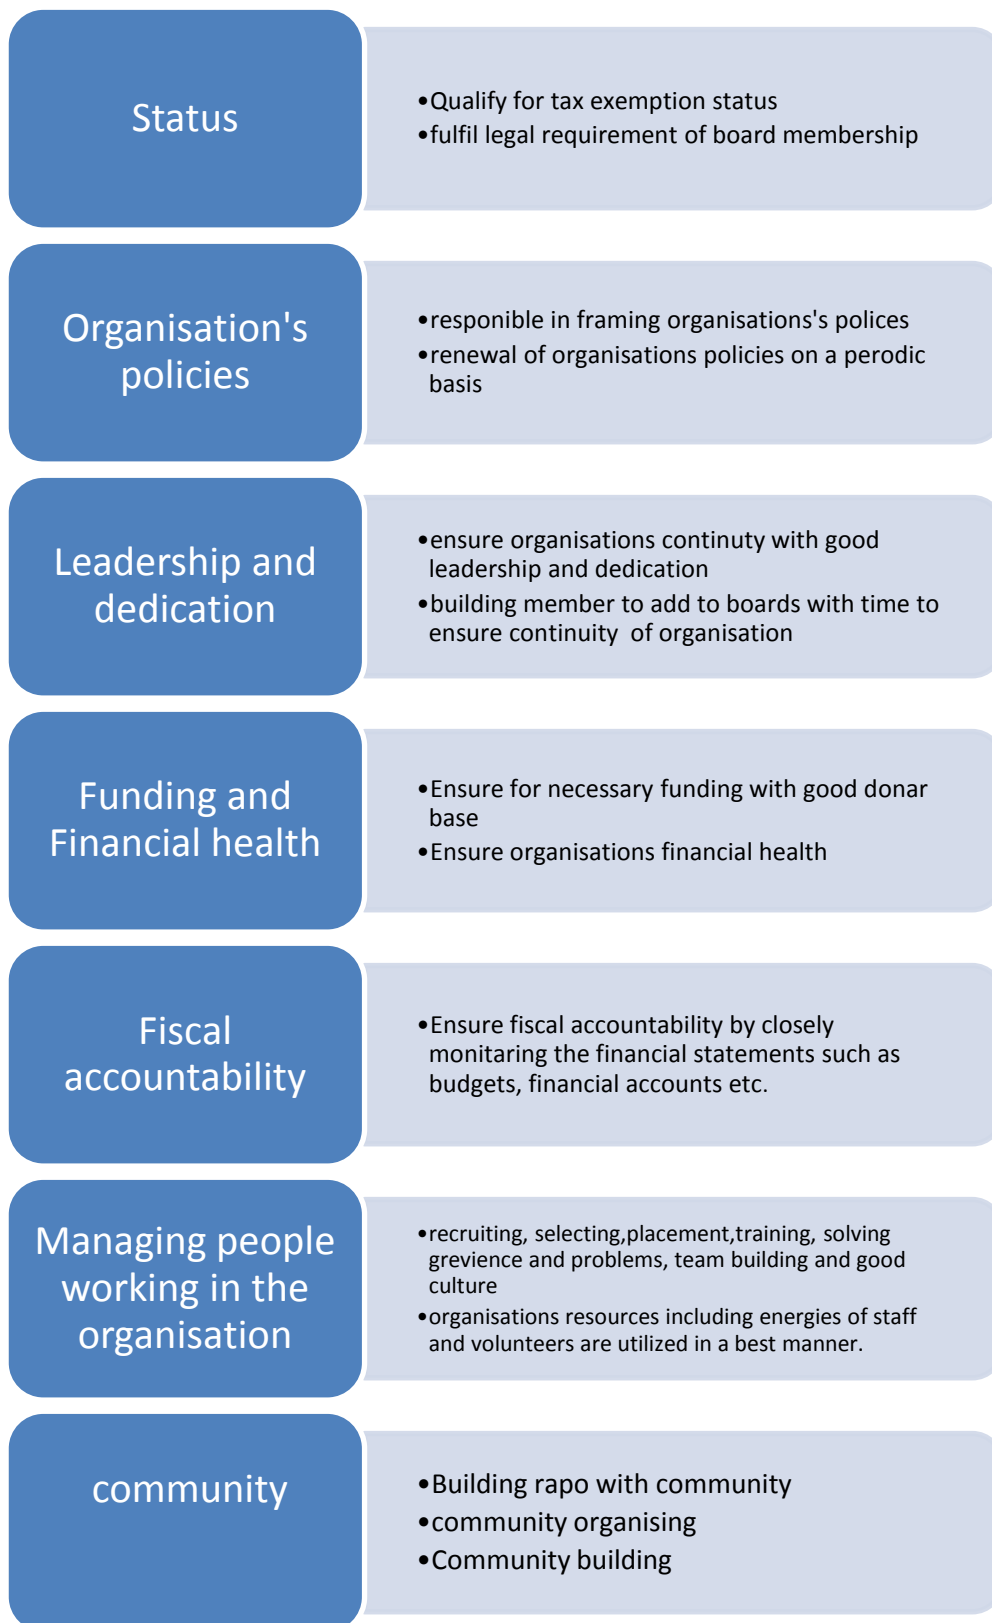 Status
•Qualify for tax exemption status
•fulfil legal requirement of board membership
Organisation's
policies
•responible in framing organisations's polices
•renewal of organisations policies on a perodic
basis
Leadership and
dedication
•ensure organisations continuty with good
leadership and dedication
•building member to add to boards with time to
ensure continuity of organisation
Funding and
Financial health
•Ensure for necessary funding with good donar
base
•Ensure organisations financial health
Fiscal
accountability
•Ensure fiscal accountability by closely
monitaring the financial statements such as
budgets, financial accounts etc.
Managing people
working in the
organisation
•recruiting, selecting,placement,training, solving
grevience and problems, team building and good
culture
•organisations resources including energies of staff
and volunteers are utilized in a best manner.
community
•Building rapo with community
•community organising
•Community building